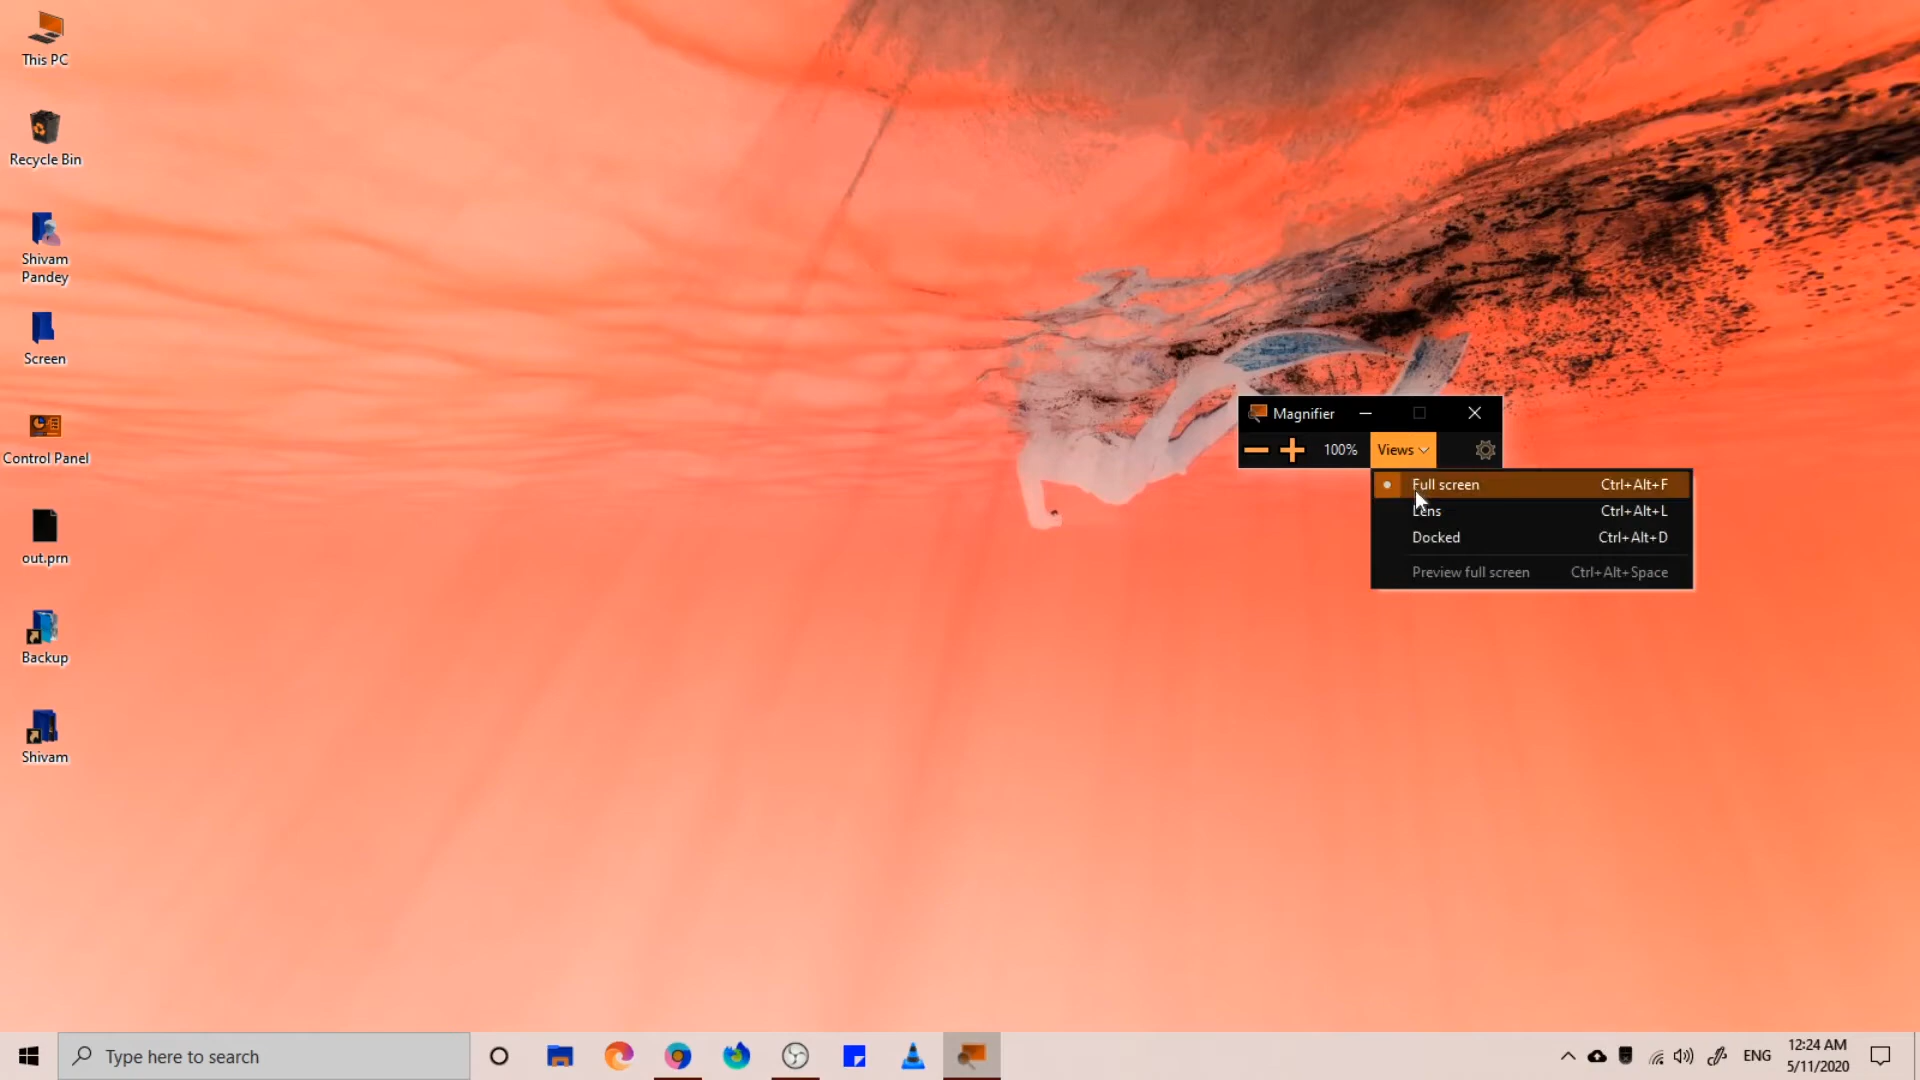 This PC
Recycle Bin
Shivam
Pandey
Screen
Control Panel
out.prn
Backup
Shivam
Magnifier
100% Views
Full screen Ctrl+Alt+F
Lens Ctrl+Alt+L
Docked Ctrl+Alt+D
Preview full screen Ctrl+Alt+Space
Type here to search
ENG
12:24 AM
5/11/2020